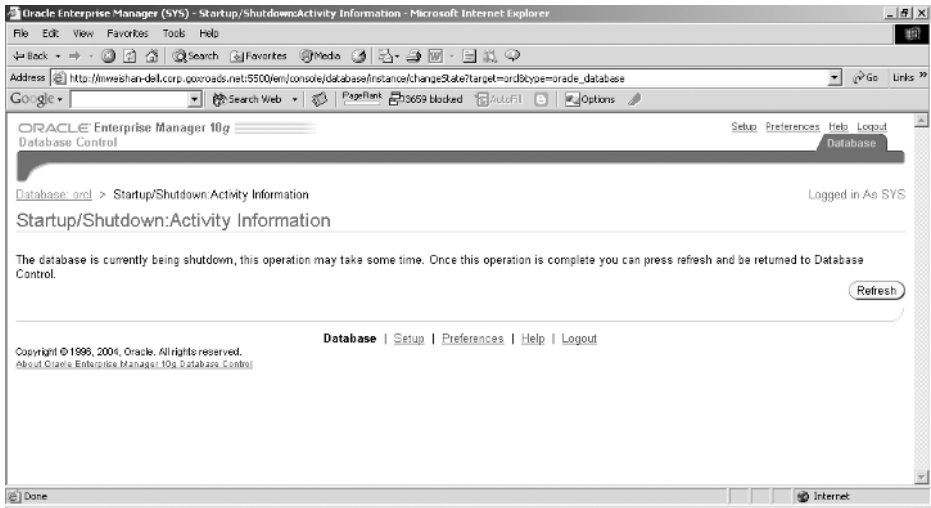 Oracle Enterprise Manager (SYS) - Startup/Shutdown:Activity Information - Microsoft Internet Explorer
File Edit View Favorites Tools Help
Back Search Favorites Media
Address http://mweishan-dell.corp.goxroads.net:5500/em/console/database/instance/changeState?target=orcl&type=oracle_database Go Links »
Google Search Web PageRank 3659 blocked AutoFill Options
ORACLE Enterprise Manager 10g
Setup Preferences Help Logout
Database Control
Database
Database: orcl > Startup/Shutdown:Activity Information
Logged in As SYS
Startup/Shutdown:Activity Information
The database is currently being shutdown, this operation may take some time. Once this operation is complete you can press refresh and be returned to Database
Control.
Refresh
Database | Setup | Preferences | Help | Logout
Copyright © 1996, 2004, Oracle. All rights reserved.
About Oracle Enterprise Manager 10g Database Control
Done
Internet